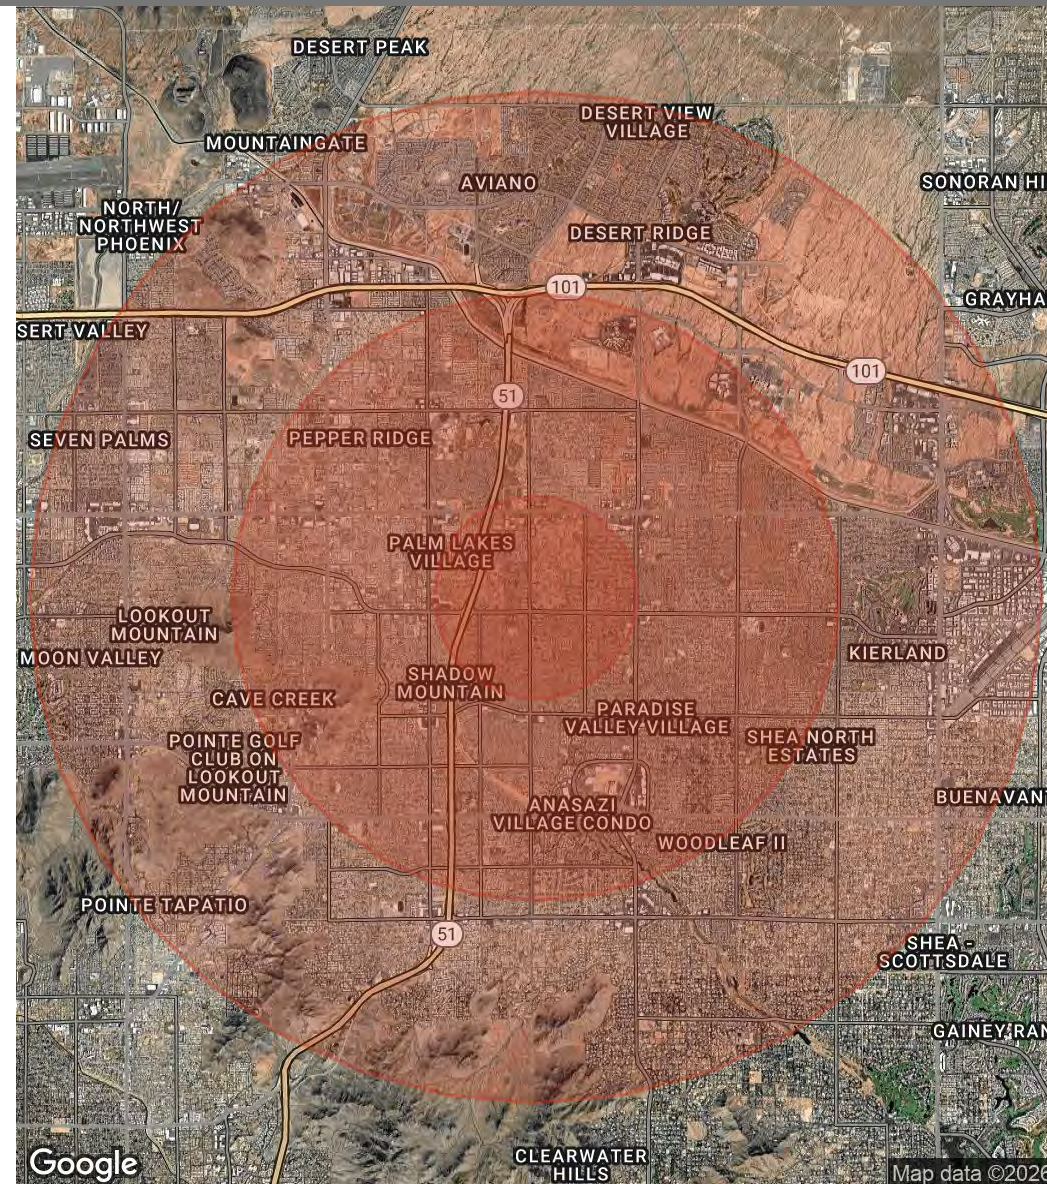 DESERT PEAK
DESERT VIEW
VILLAGE
MOUNTAINGATE
AVIANO
SONORAN HI
NORTH/
NORTHWEST
PHOENIX
DESERT RIDGE
101
GRAYHA
SERT VALLEY
101
51
SEVEN PALMS
PEPPER RIDGE
PALM LAKES
VILLAGE
LOOKOUT
MOUNTAIN
MOON VALLEY
KIERLAND
SHADOW
MOUNTAIN
CAVE CREEK
PARADISE
VALLEY VILLAGE
SHEA NORTH
ESTATES
POINTE GOLF
CLUB ON
LOOKOUT
MOUNTAIN
BUENAVAN
ANASAZI
VILLAGE CONDO
WOODLEAF II
POINTE TAPATIO
51
SHEA -
SCOTTSDALE
GAINEY RAN
CLEARWATER
HILLS
Google
Map data ©2026